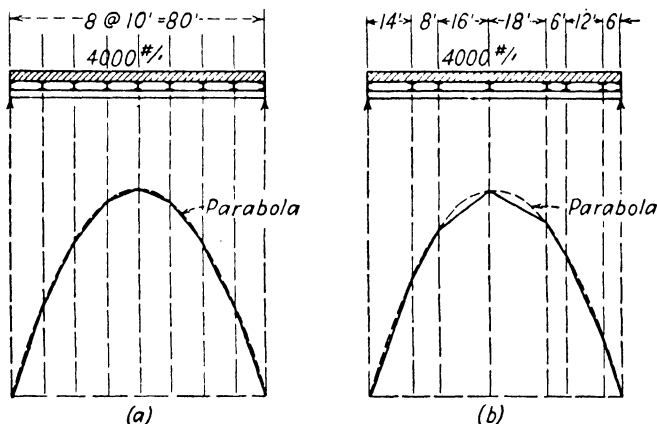 8 @ 10'=80'
4000 #/'
Parabola
(a)
14' 8' 16' 18' 6' 12' 6'
4000 #/'
Parabola
(b)